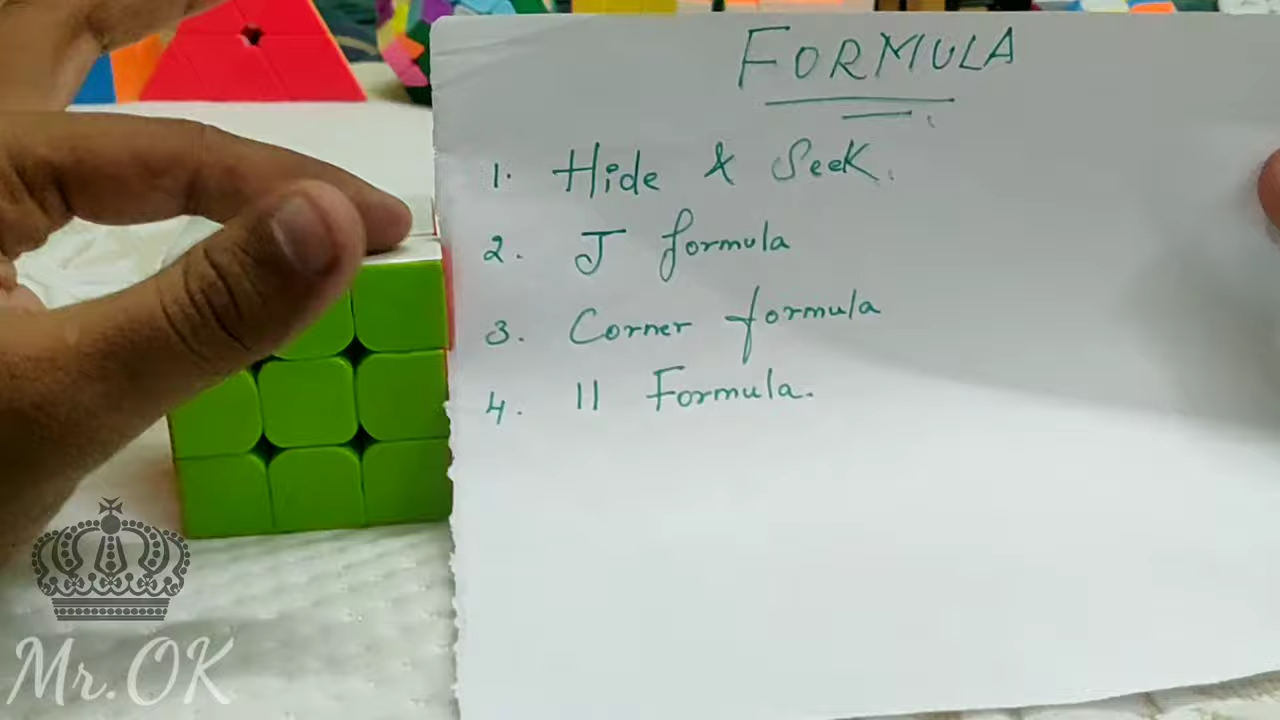 FORMULA
1. Hide & Seek.
2. J formula
3. Corner formula
4. 11 Formula.
Mr.OK